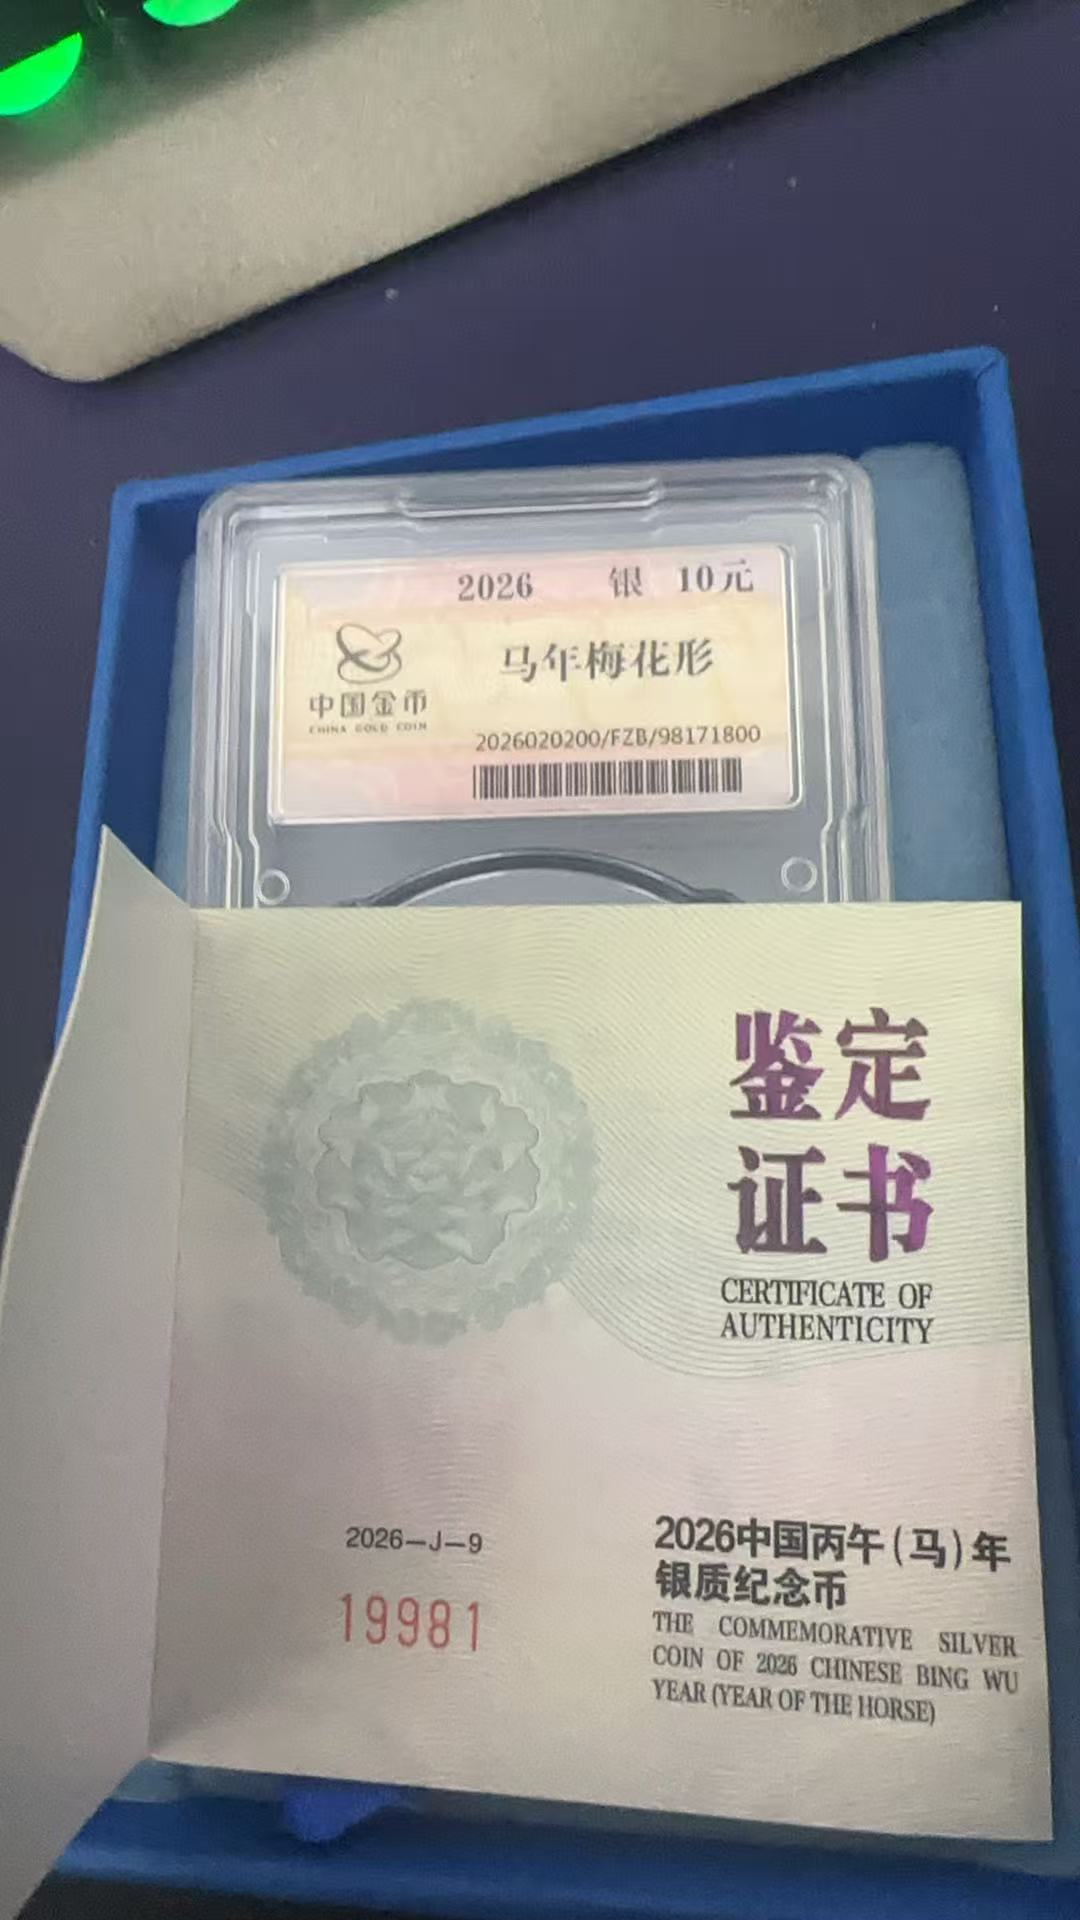 2026 银 10元
马年梅花形
中国金币
CHINA GOLD COIN
2026020200/FZB/98171800
鉴定
证书
CERTIFICATE OF
AUTHENTICITY
2026-J-9
19981
2026中国丙午(马)年
银质纪念币
THE COMMEMORATIVE SILVER
COIN OF 2026 CHINESE BING WU
YEAR (YEAR OF THE HORSE)